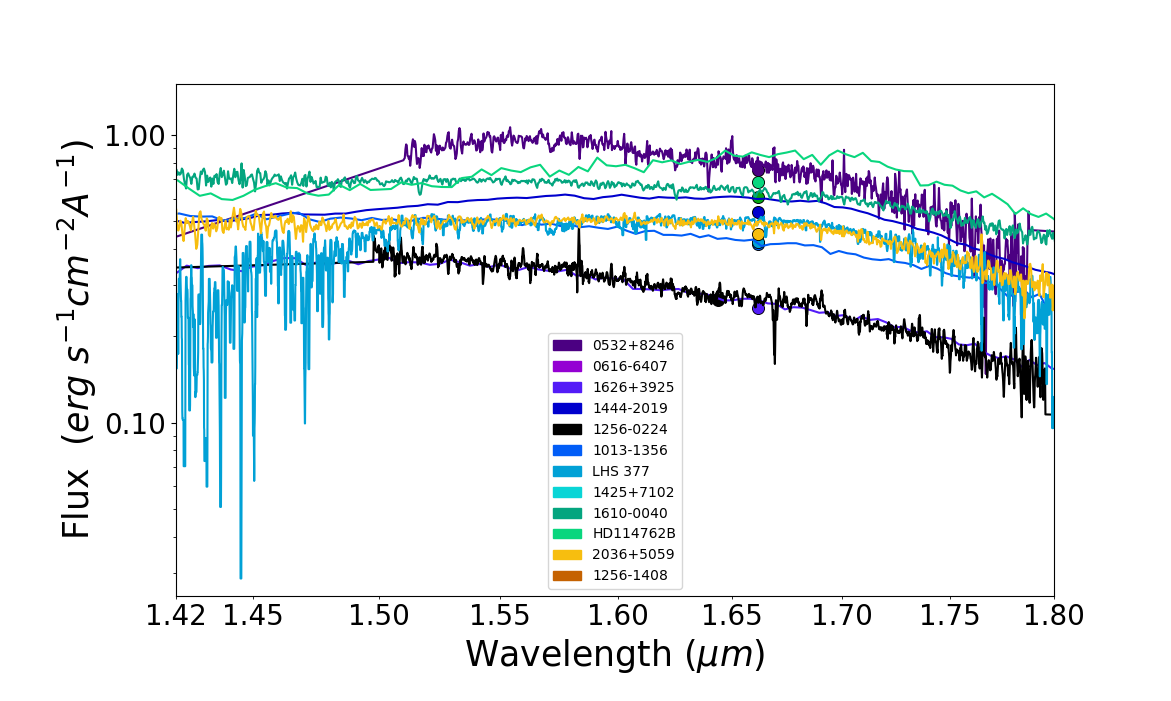 1.00
0.10
Flux (erg s⁻¹cm⁻²A⁻¹)
0532+8246
0616-6407
1626+3925
1444-2019
1256-0224
1013-1356
LHS 377
1425+7102
1610-0040
HD114762B
2036+5059
1256-1408
1.42 1.45 1.50 1.55 1.60 1.65 1.70 1.75 1.80
Wavelength (μm)